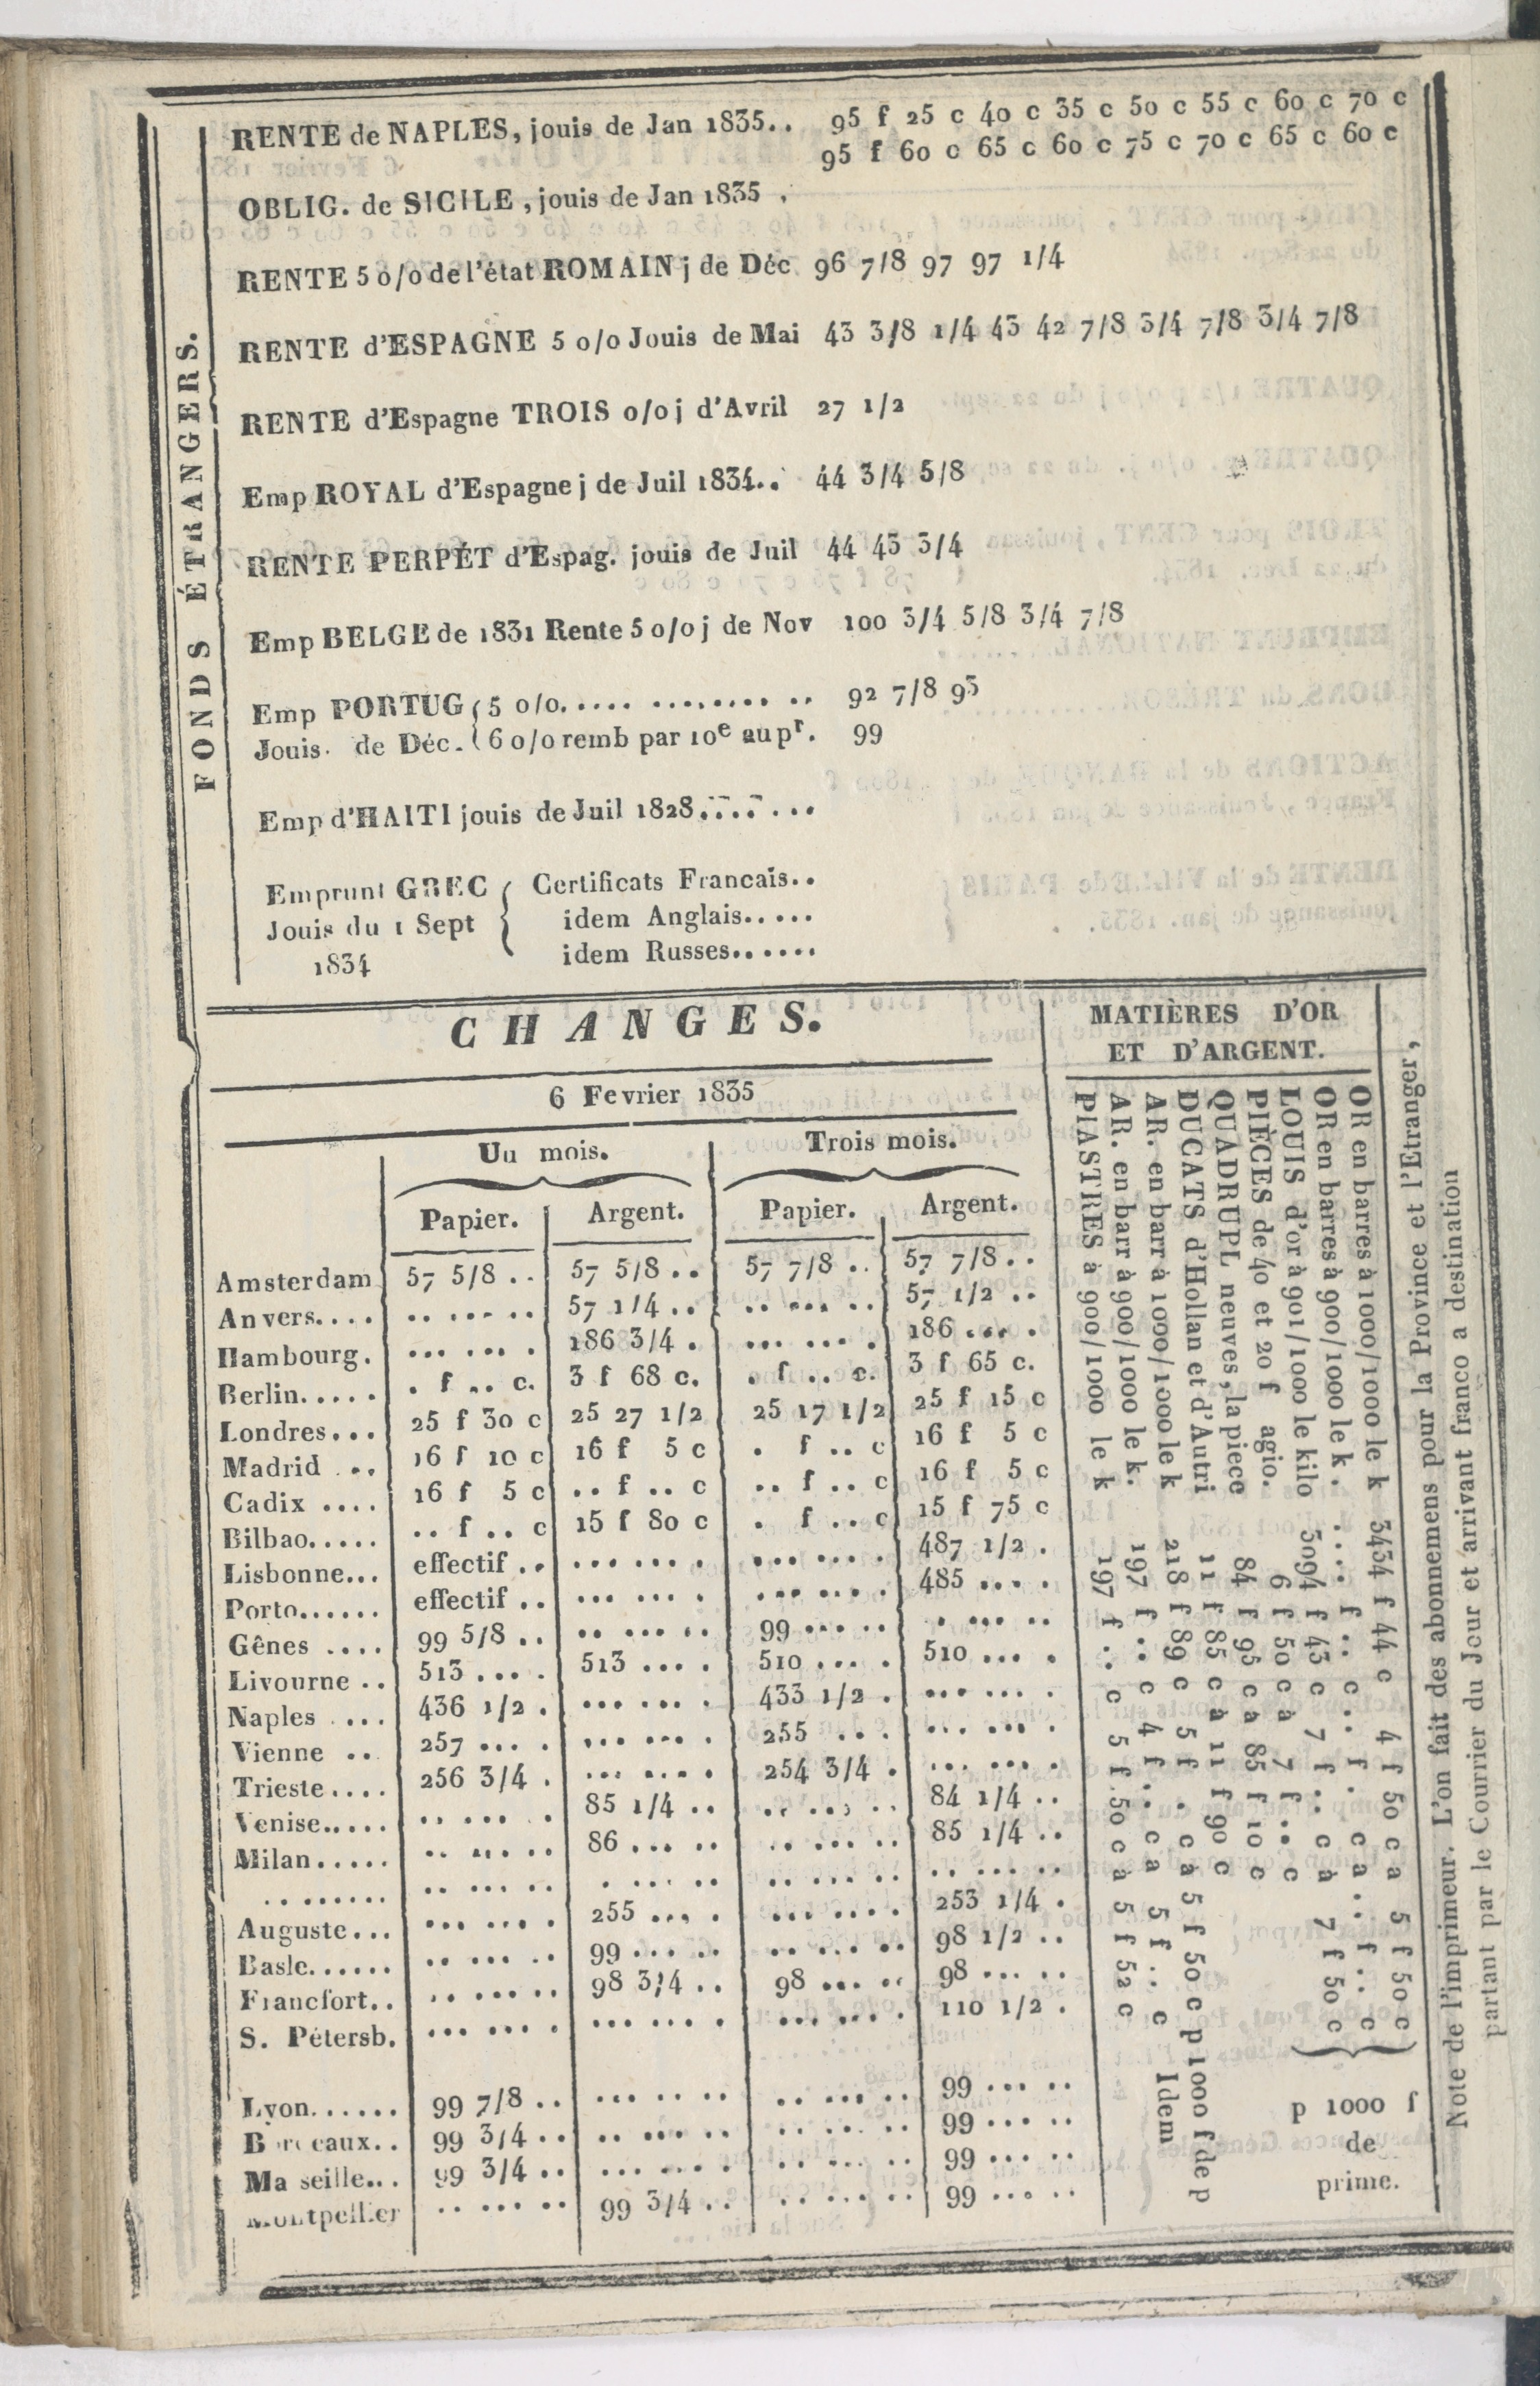 FONDS ÉTRANGERS.
RENTE de NAPLES, jouis de Jan 1835.. 95 f 25 c 40 c 35 c 50 c 55 c 60 c 70 c
95 f 60 c 65 c 60 c 75 c 70 c 65 c 60 c
OBLIG. de SICILE, jouis de Jan 1835 .
RENTE 5 o/o de l'état ROMAIN j de Déc 96 7/8 97 97 1/4
RENTE d'ESPAGNE 5 o/o Jouis de Mai 43 3/8 1/4 43 42 7/8 3/4 7/8 3/4 7/8
RENTE d'Espagne TROIS o/o j d'Avril 27 1/2
Emp ROYAL d'Espagne j de Juil 1834.. 44 3/4 5/8
RENTE PERPÉT d'Espag. jouis de Juil 44 43 3/4
Emp BELGE de 1831 Rente 5 o/o j de Nov 100 3/4 5/8 3/4 7/8
Emp PORTUG { 5 o/o. .... ........ .. 92 7/8 93
Jouis. de Déc. { 6 o/o remb par 10e au pr. 99
Emp d'HAITI jouis de Juil 1828.... ...
Emprunt GREC { Certificats Francais..
Jouis du 1 Sept { idem Anglais.....
1834 idem Russes......
CHANGES.
6 Fevrier 1835
Uu mois. Trois mois.
Papier. Argent. Papier. Argent.
Amsterdam 57 5/8 .. 57 5/8 .. 57 7/8 .. 57 7/8 ..
Anvers.... .. ... .. 57 1/4 .. .. ... .. 57 1/2 ..
Hambourg. ... ... . 186 3/4 . ... ... . 186 ... .
Berlin..... . f .. c. 3 f 68 c. . f .. c. 3 f 65 c.
Londres... 25 f 30 c 25 27 1/2 25 17 1/2 25 f 15 c
Madrid ... 16 f 10 c 16 f 5 c . f .. c 16 f 5 c
Cadix .... 16 f 5 c .. f .. c .. f .. c 16 f 5 c
Bilbao..... .. f .. c 15 f 80 c . f .. c 15 f 75 c
Lisbonne... effectif .. ... ... . ... ... . 487 1/2 .
Porto...... effectif .. ... ... . ... ... . 485 ... .
Gênes .... 99 5/8 .. .. ... .. 99 ... .. . ... ..
Livourne .. 513 ... . 513 ... . 510 ... . 510 ... .
Naples .... 436 1/2 . ... ... . 433 1/2 . ... ... .
Vienne .. 257 ... . ... ... . 255 ... . ... ... .
Trieste.... 256 3/4 . ... ... . 254 3/4 . ... ... .
Venise..... .. ... . 85 1/4 .. .. ... .. 84 1/4 ..
Milan..... .. ... .. 86 ... .. .. ... .. 85 1/4 ..
........ .. ... .. . ... .. .. ... .. .. ... ..
Auguste... ... ... . 255 ... . ... ... . 253 1/4 .
Basle...... .. ... .. 99 ... .. .. ... .. 98 1/2 ..
Francfort.. .. ... .. 98 3/4 .. 98 ... .. 98 ... ..
S. Pétersb. ... ... . ... ... . ... ... . 110 1/2 .
Lyon...... 99 7/8 .. ... .. .. .. ... .. 99 ... ..
B eaux.. 99 3/4 .. .. ... .. .. ... .. 99 ... ..
Ma seille... 99 3/4 .. ... ... . .. ... .. 99 ... ..
Montpellier .. ... .. 99 3/4 .. .. ... .. 99 ... ..
MATIÈRES D'OR
ET D'ARGENT.
OR en barres à 1000/1000 le k 3434 f 44 c 4 f 50 c a 5 f 50 c
OR en barres à 900/1000 le k . .... f .. c .. f . c a .. f .. c
LOUIS d'or à 901/1000 le kilo 3094 f 43 c 7 f .. c à 7 f 50 c
PIÈCES de 40 et 20 f agio. 6 f 50 c à 7 f .. c
QUADRUPL neuves, la piece 84 f 95 c à 85 f 10 c
DUCATS d'Hollan et d'Autri 11 f 85 c à 11 f 90 c
AR. en barr à 1000/1000 le k 218 f 89 c 5 f . c à 5 f 50 c p 1000 f de p
AR. en barr à 900/1000 le k. 197 f .. c 4 f .. c a 5 f .. c Idem
PIASTRES à 900/1000 le k 197 f .. c 5 f 50 c à 5 f 52 c
p 1000 f
de
prime.
Note de l'imprimeur. L'on fait des abonnemens pour la Province et l'Etranger,
partant par le Courrier du Jour et arrivant franco a destination